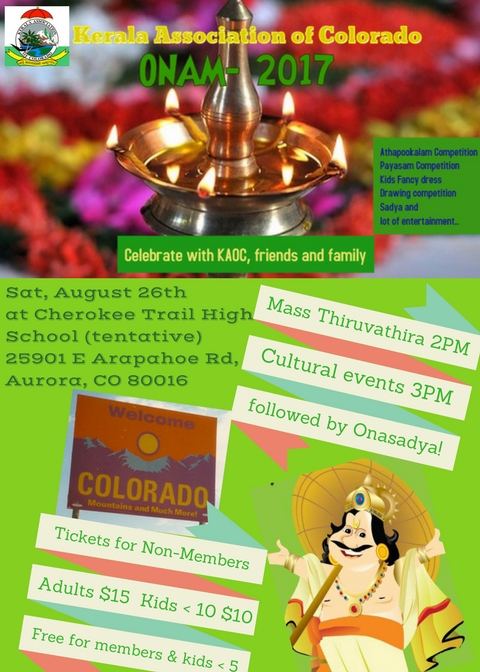 Kerala Association of Colorado
ONAM- 2017
Athapookalam Competition
Payasam Competition
Kids Fancy dress
Drawing competition
Sadya and
lot of entertainment..
Celebrate with KAOC, friends and family
Sat, August 26th
at Cherokee Trail High
School (tentative)
25901 E Arapahoe Rd,
Aurora, CO 80016
Mass Thiruvathira 2PM
Cultural events 3PM
followed by Onasadya!
Welcome
COLORADO
Mountains and Much More!
Tickets for Non-Members
Adults $15 Kids < 10 $10
Free for members & kids < 5